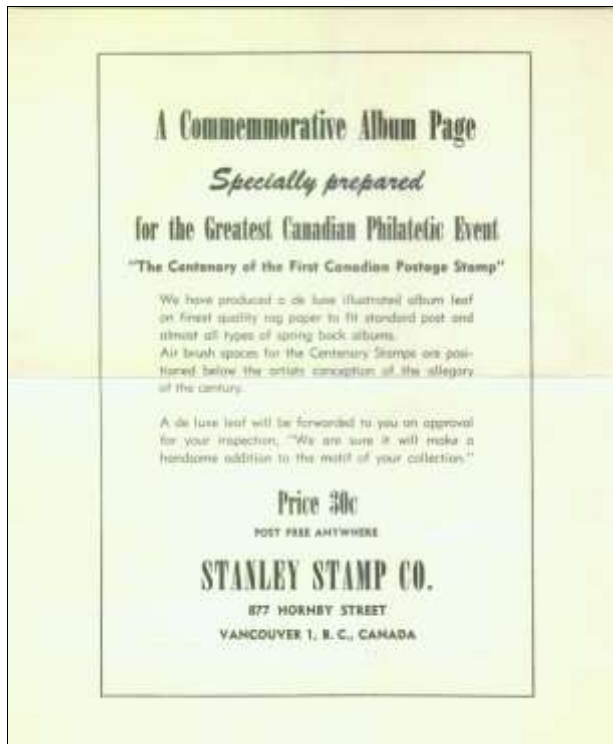 A Commemmorative Album Page
Specially prepared
for the Greatest Canadian Philatetic Event
"The Centenary of the First Canadian Postage Stamp"
We have produced a de luxe illustrated album leaf
on finest quality rag paper to fit standard post and
almost all types of spring back albums.
Air brush spaces for the Centenary Stamps are posi-
tioned below the artists conception of the allegory
of the century.
A de luxe leaf will be forwarded to you on approval
for your inspection, "We are sure it will make a
handsome addition to the motif of your collection."
Price 30c
POST FREE ANYWHERE
STANLEY STAMP CO.
877 HORNBY STREET
VANCOUVER 1, B. C., CANADA